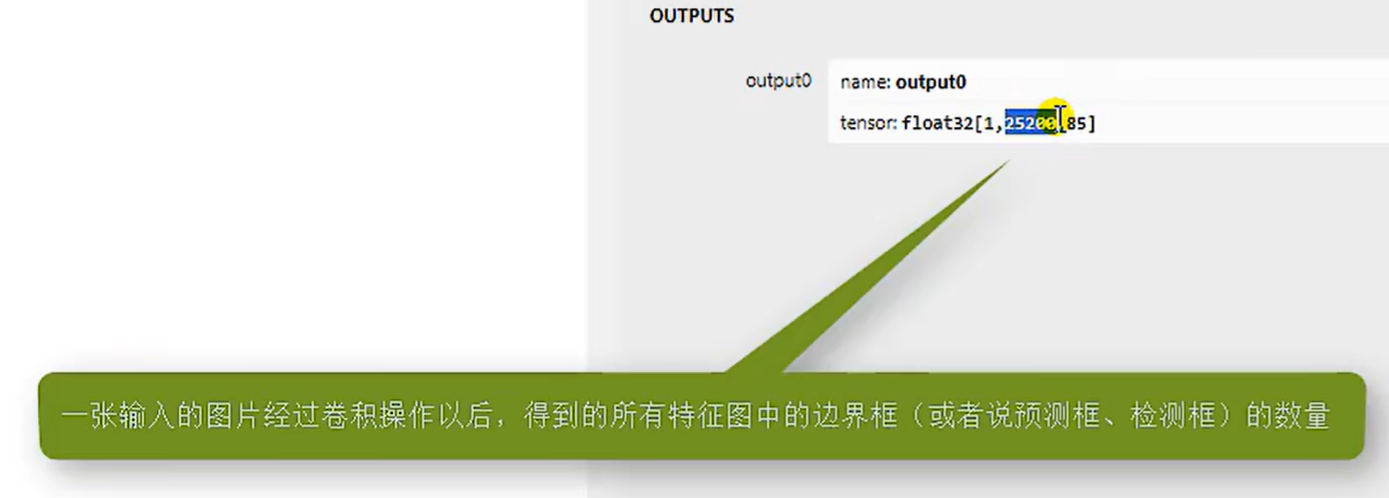 OUTPUTS
output0
name: output0
tensor: float32[1,25200,85]
一张输入的图片经过卷积操作以后，得到的所有特征图中的边界框（或者说预测框、检测框）的数量